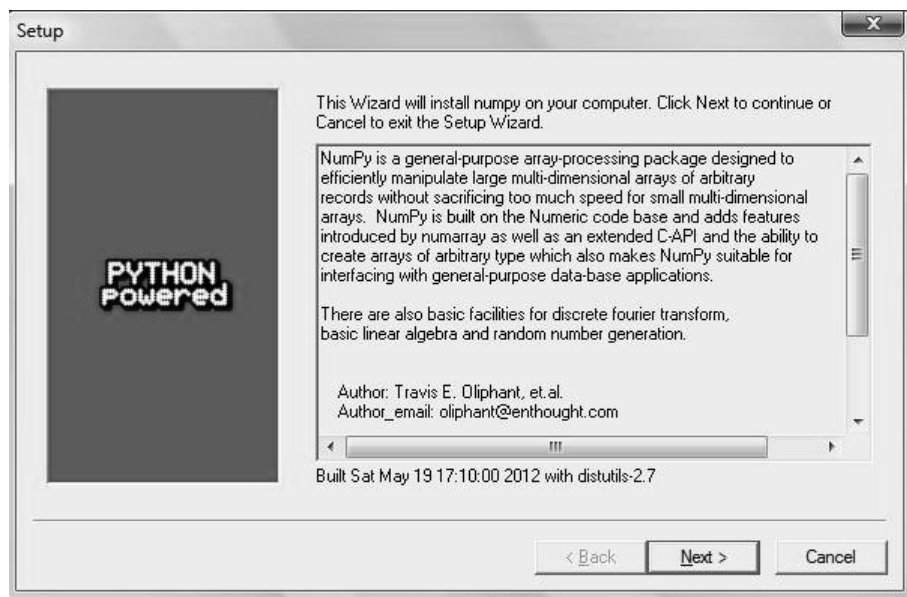 Setup
x
This Wizard will install numpy on your computer. Click Next to continue or
Cancel to exit the Setup Wizard.
PYTHON
powered
NumPy is a general-purpose array-processing package designed to
efficiently manipulate large multi-dimensional arrays of arbitrary
records without sacrificing too much speed for small multi-dimensional
arrays. NumPy is built on the Numeric code base and adds features
introduced by numarray as well as an extended C-API and the ability to
create arrays of arbitrary type which also makes NumPy suitable for
interfacing with general-purpose data-base applications.
There are also basic facilities for discrete fourier transform,
basic linear algebra and random number generation.
Author: Travis E. Oliphant, et.al.
Author_email: oliphant@enthought.com
Built Sat May 19 17:10:00 2012 with distutils-2.7
< Back
Next >
Cancel